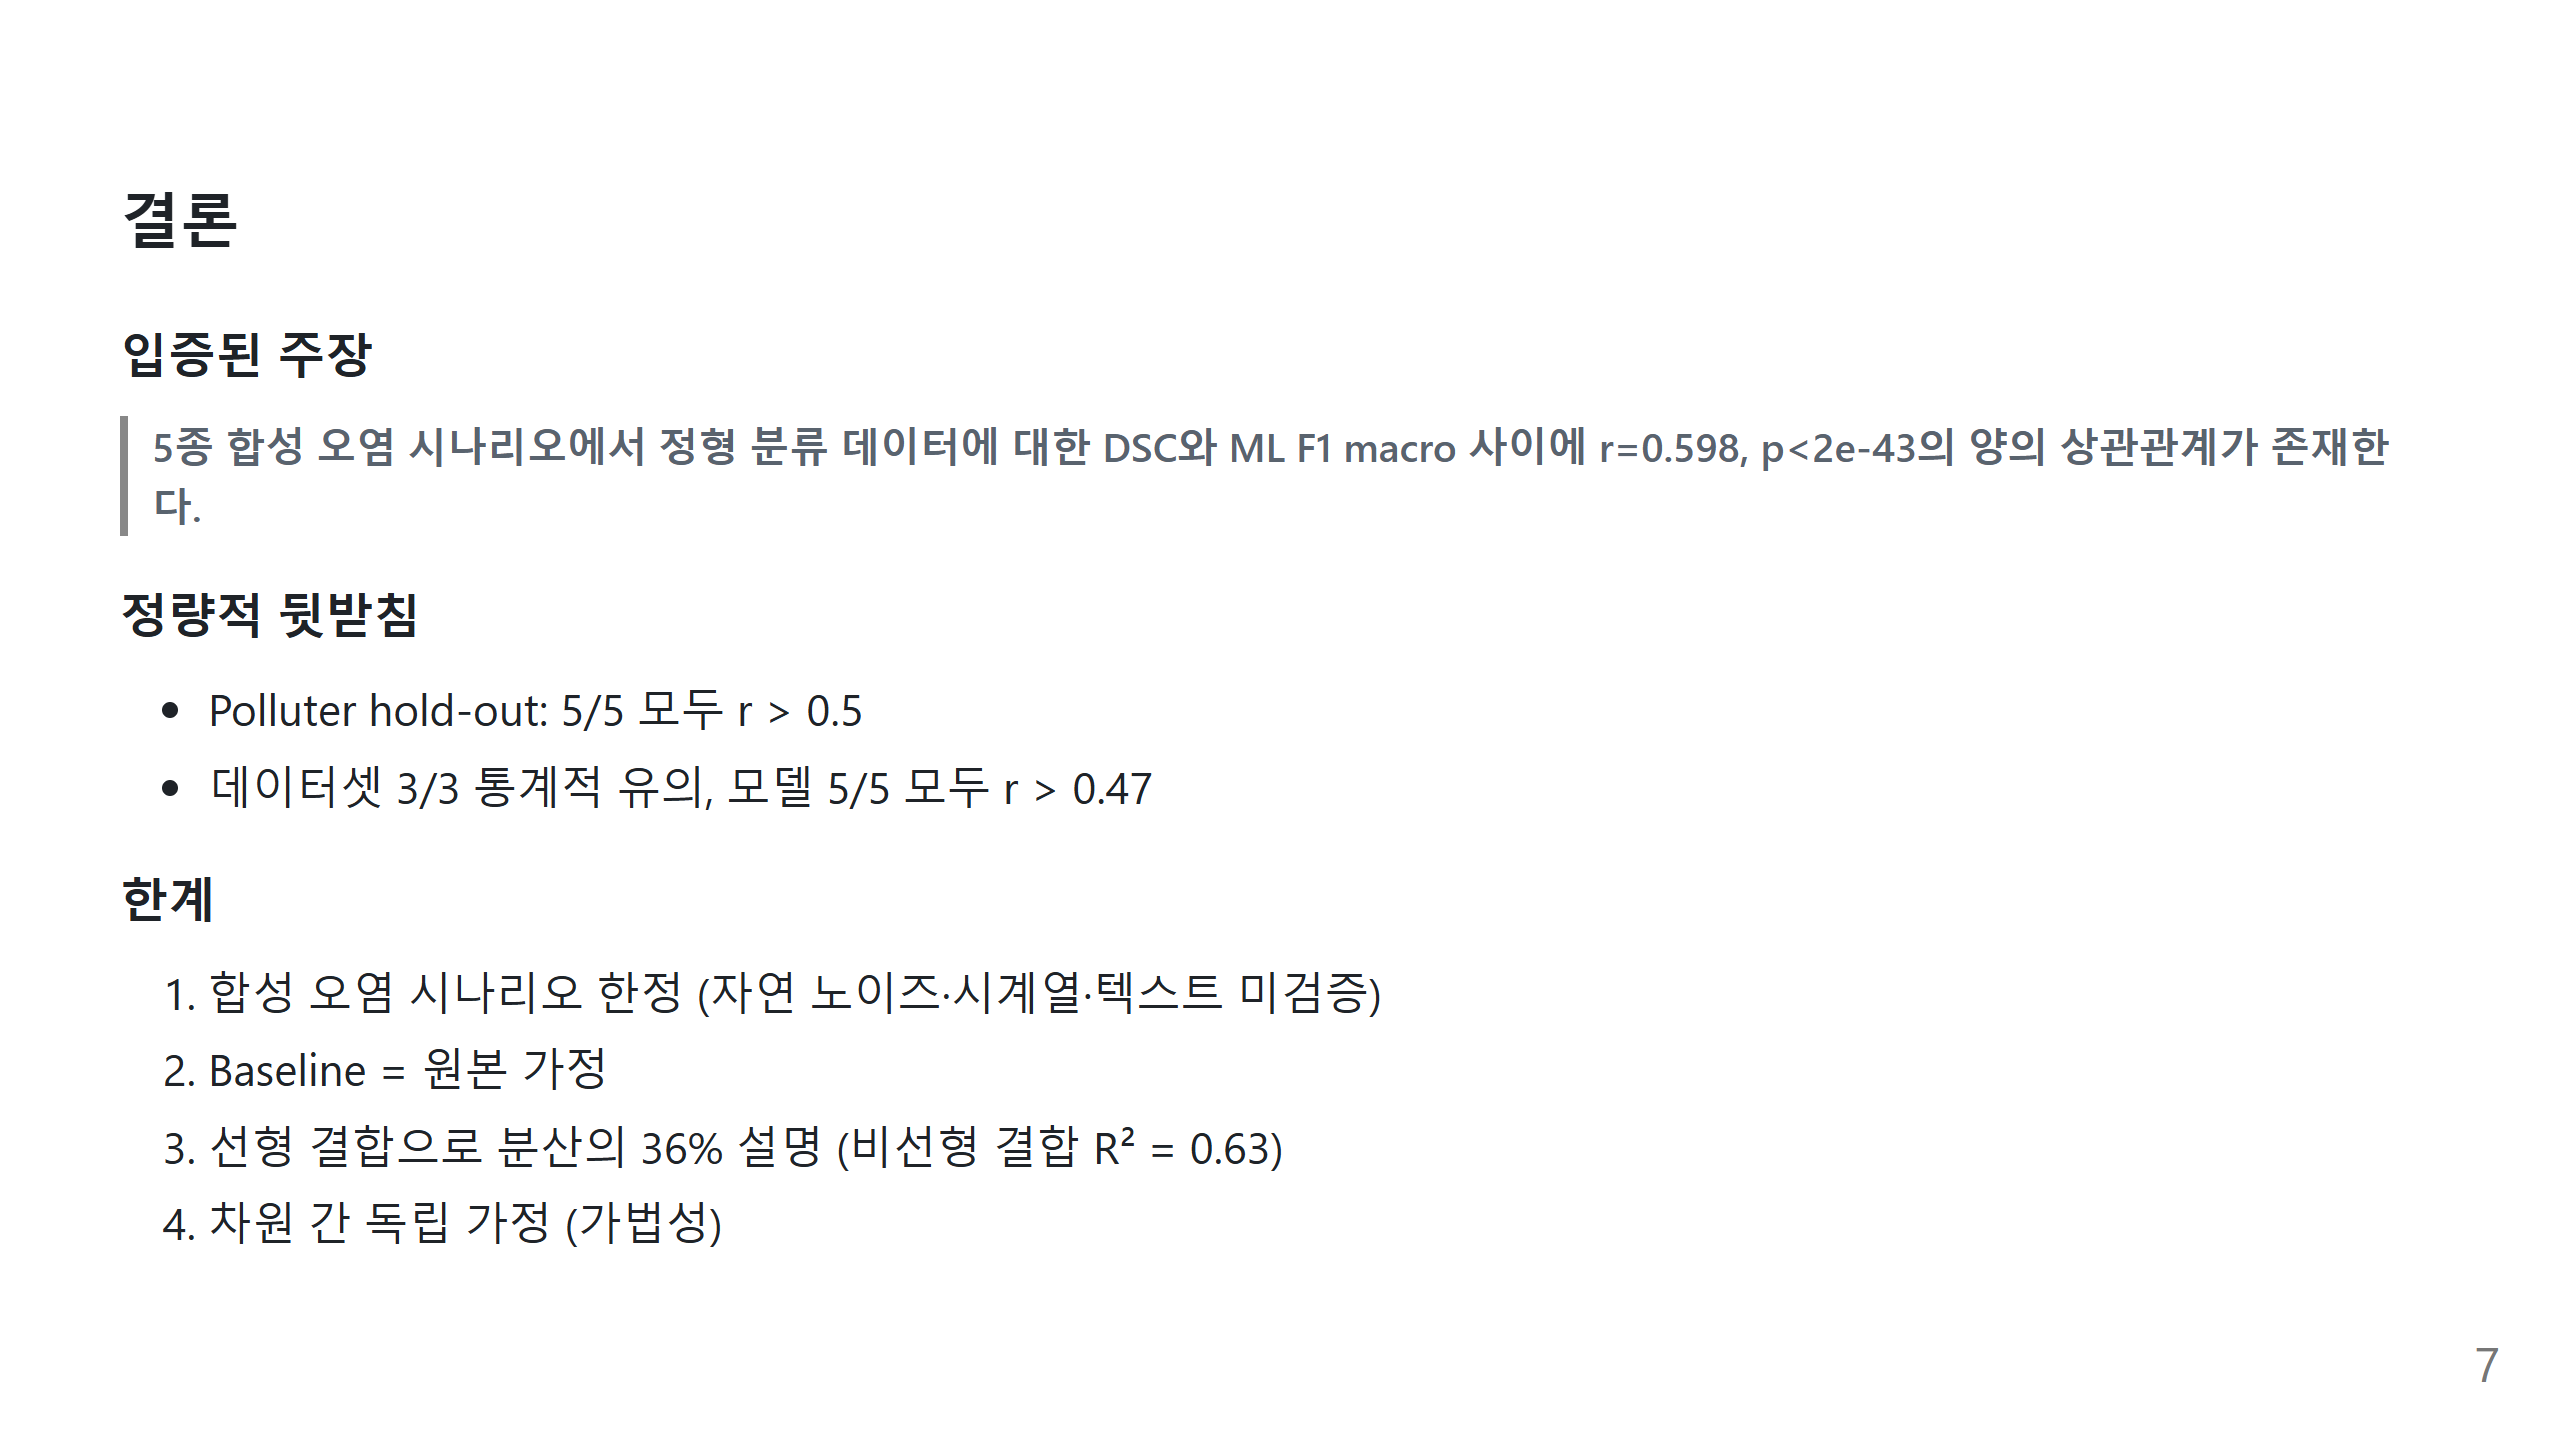 결론
입증된 주장
5종 합성 오염 시나리오에서 정형 분류 데이터에 대한 DSC와 ML F1 macro 사이에 r=0.598, p<2e-43의 양의 상관관계가 존재한
다.
정량적 뒷받침
• Polluter hold-out: 5/5 모두 r > 0.5
• 데이터셋 3/3 통계적 유의, 모델 5/5 모두 r > 0.47
한계
1. 합성 오염 시나리오 한정 (자연 노이즈·시계열·텍스트 미검증)
2. Baseline = 원본 가정
3. 선형 결합으로 분산의 36% 설명 (비선형 결합 R² = 0.63)
4. 차원 간 독립 가정 (가법성)
7